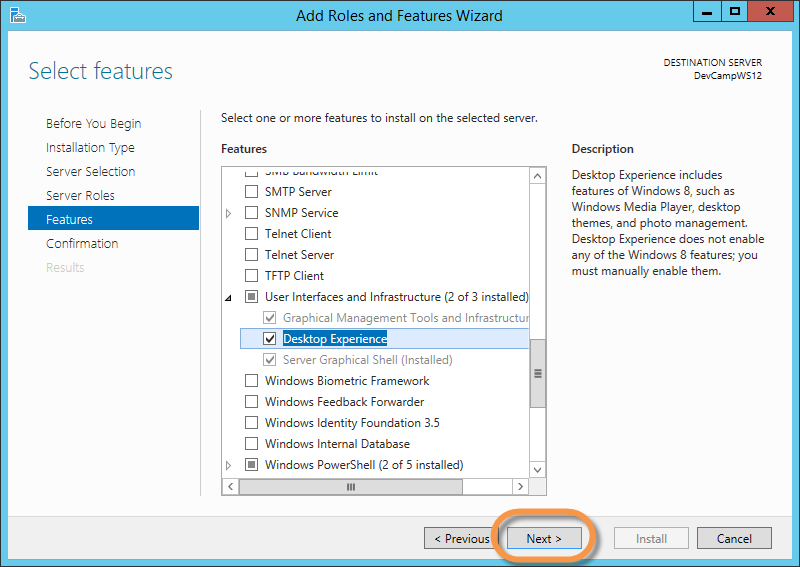 Add Roles and Features Wizard
Select features
DESTINATION SERVER
DevCampWS12
Before You Begin
Installation Type
Server Selection
Server Roles
Features
Confirmation
Results
Select one or more features to install on the selected server.
Features
SMB Bandwidth Limit
SMTP Server
SNMP Service
Telnet Client
Telnet Server
TFTP Client
User Interfaces and Infrastructure (2 of 3 installed)
Graphical Management Tools and Infrastructur
Desktop Experience
Server Graphical Shell (Installed)
Windows Biometric Framework
Windows Feedback Forwarder
Windows Identity Foundation 3.5
Windows Internal Database
Windows PowerShell (2 of 5 installed)
Description
Desktop Experience includes
features of Windows 8, such as
Windows Media Player, desktop
themes, and photo management.
Desktop Experience does not enable
any of the Windows 8 features; you
must manually enable them.
< Previous
Next >
Install
Cancel